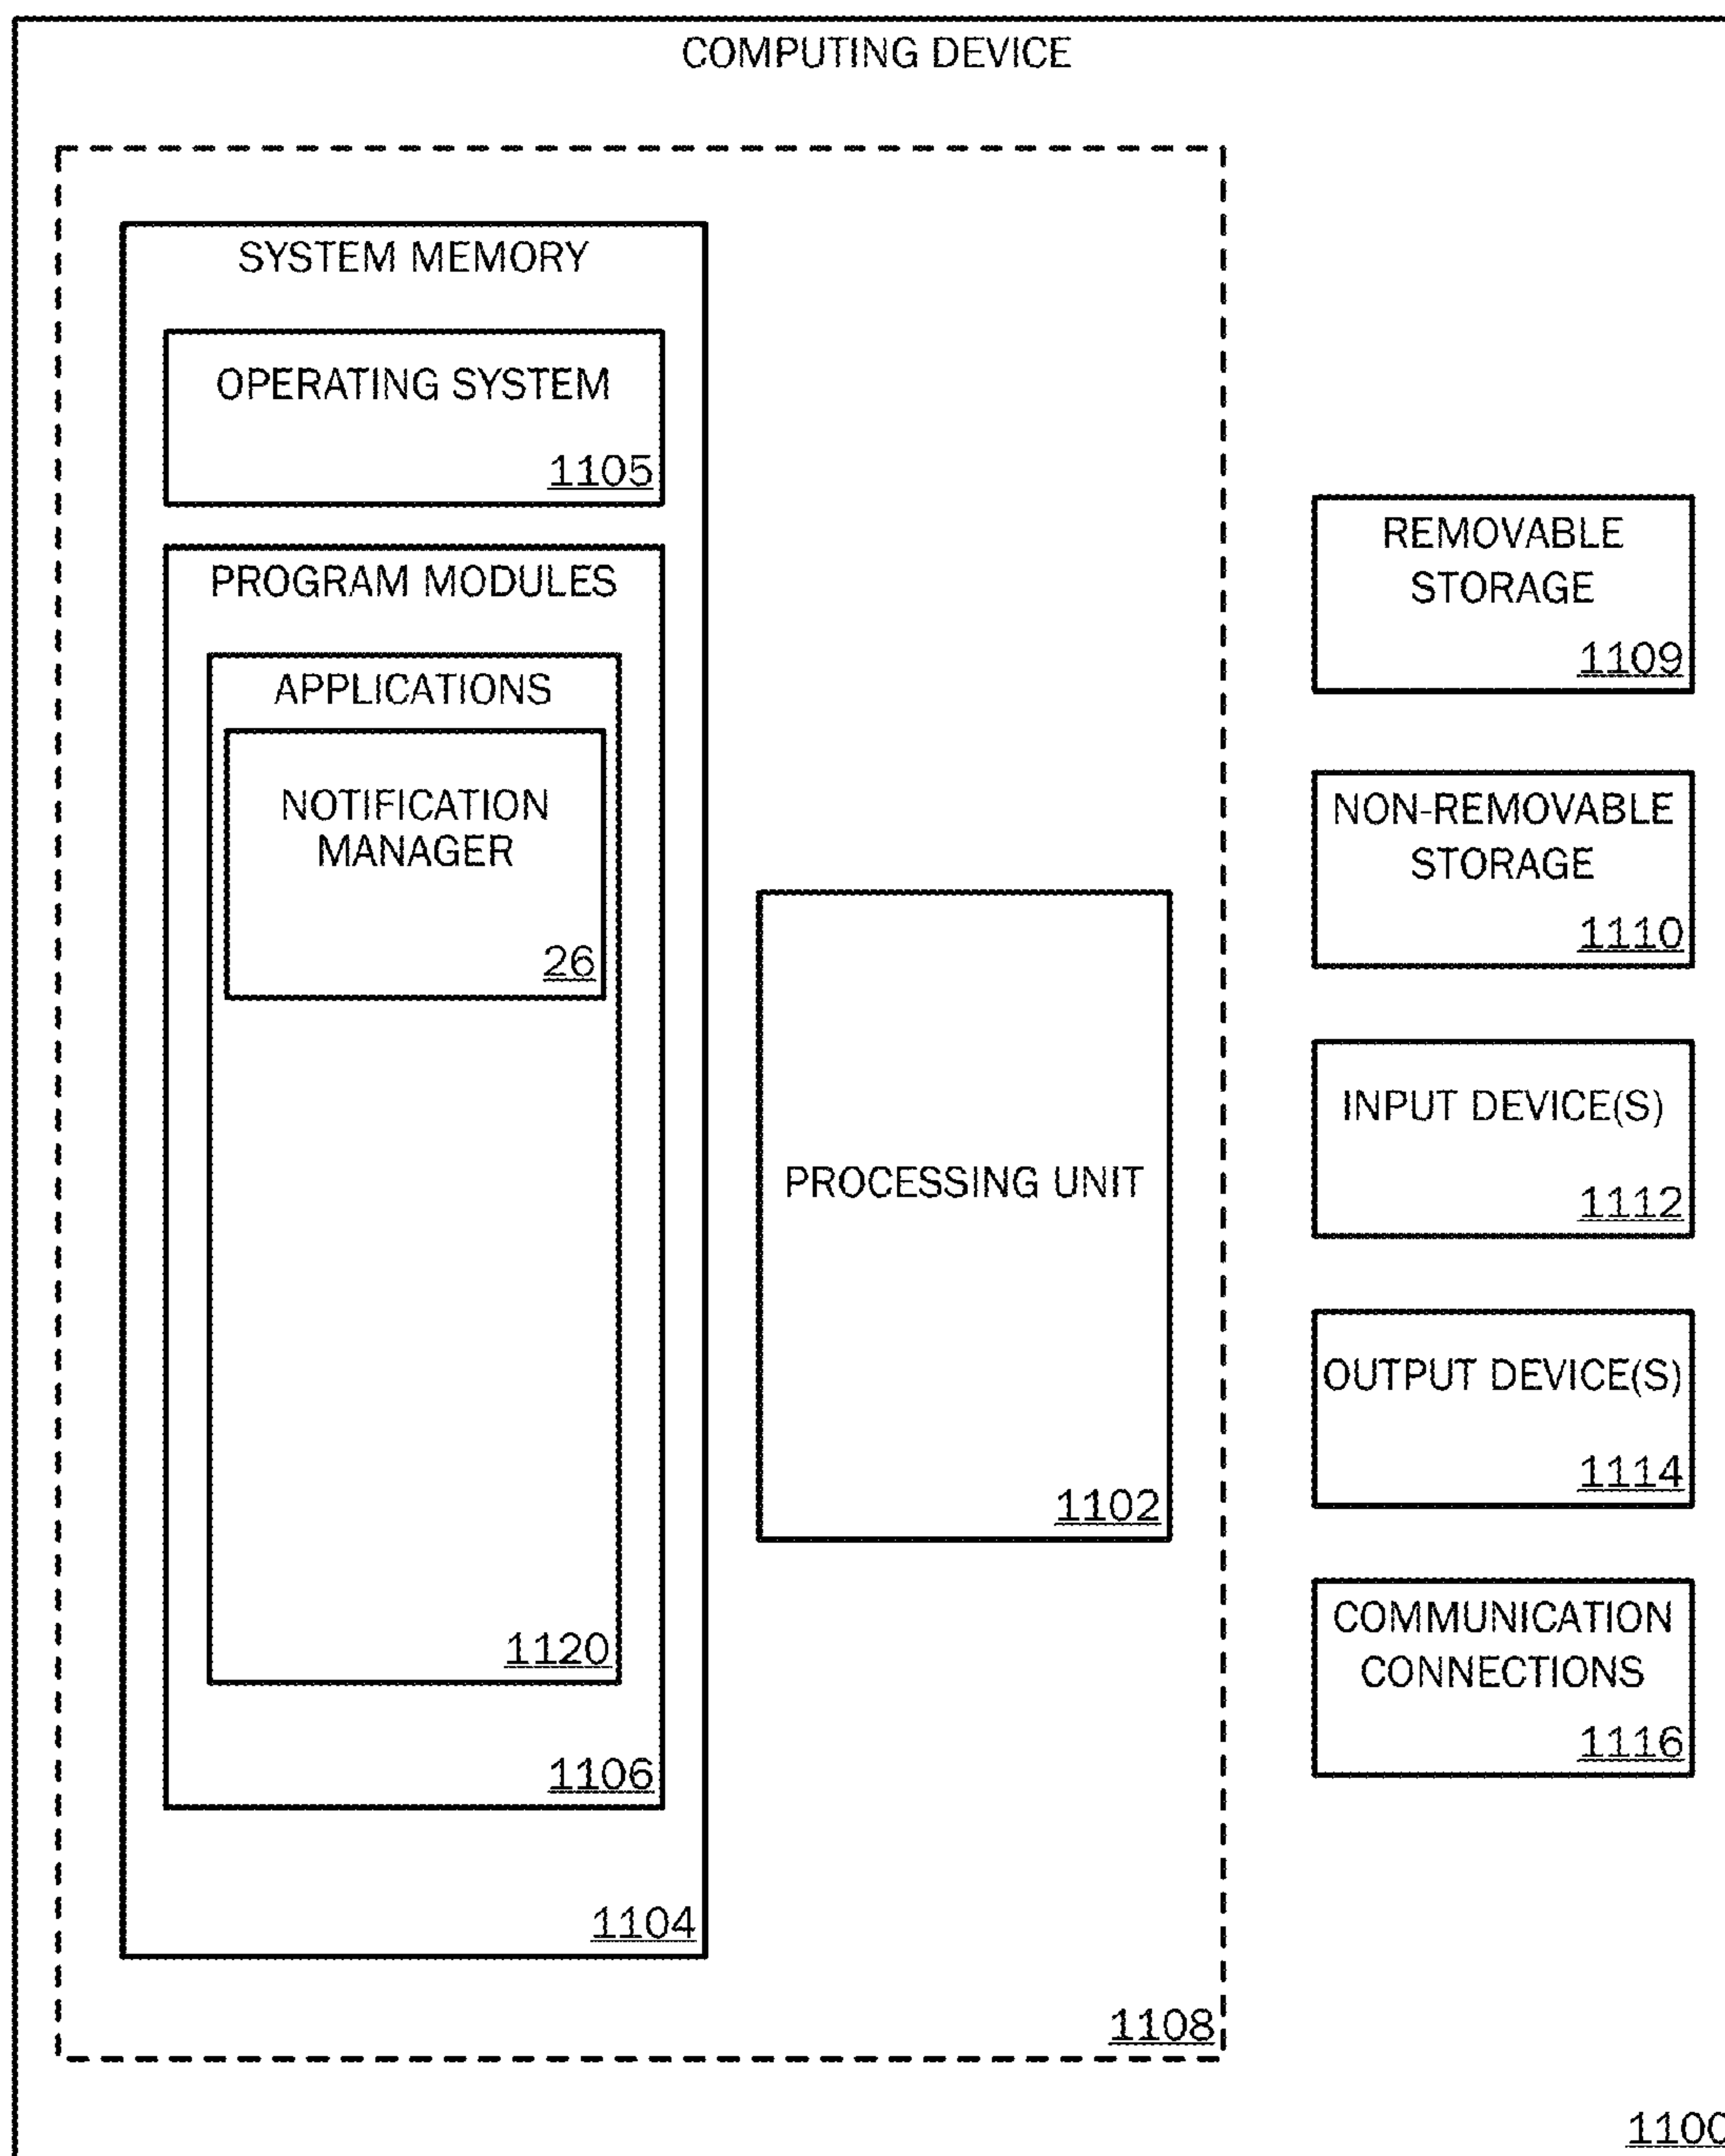 COMPUTING DEVICE
SYSTEM MEMORY
OPERATING SYSTEM
1105
PROGRAM MODULES
APPLICATIONS
NOTIFICATION
MANAGER
26
1120
1106
1104
PROCESSING UNIT
1102
1108
REMOVABLE
STORAGE
1109
NON-REMOVABLE
STORAGE
1110
INPUT DEVICE(S)
1112
OUTPUT DEVICE(S)
1114
COMMUNICATION
CONNECTIONS
1116
1100